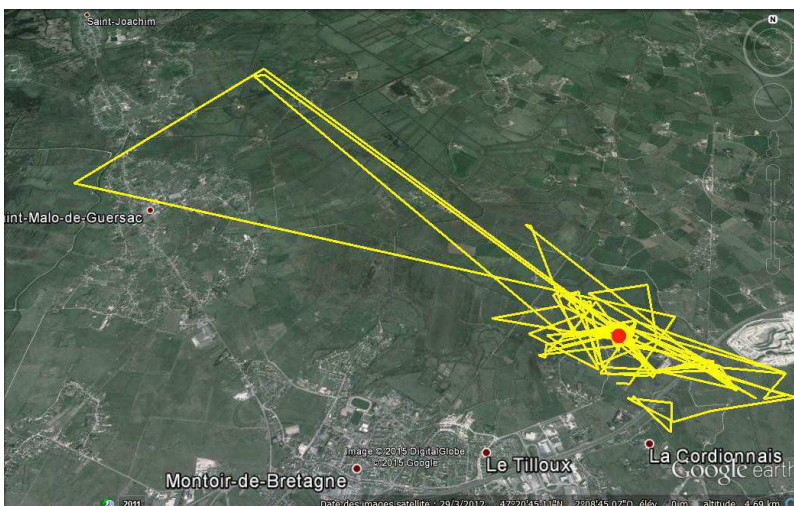 Saint-Joachim
N
int-Malo-de-Guersac
Image © 2015 DigitalGlobe
© 2015 Google
Le Tilloux
La Cordionnais
Montoir-de-Bretagne
Google earth
2011
Date des images satellite : 29/3/2012 47°20'45.11"N 2°08'45.07"O élév. 0 m altitude 4.69 km